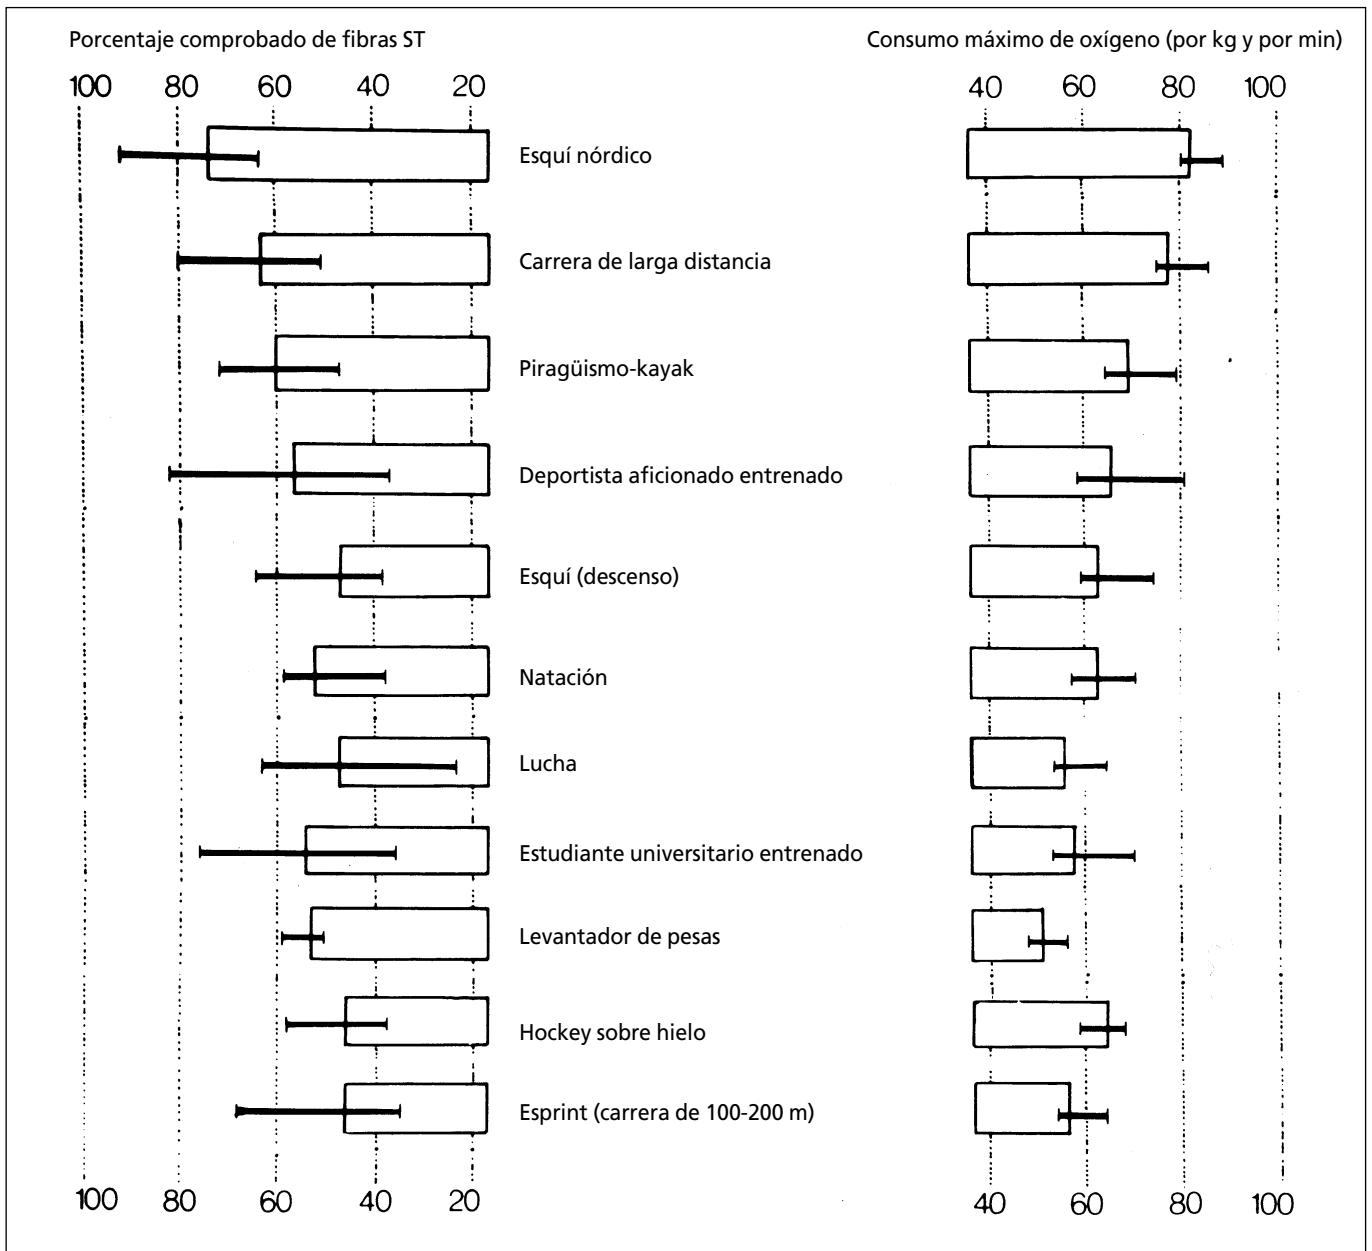 Porcentaje comprobado de fibras ST
Consumo máximo de oxígeno (por kg y por min)
100 80 60 40 20
40 60 80 100
Esquí nórdico
Carrera de larga distancia
Piragüismo-kayak
Deportista aficionado entrenado
Esquí (descenso)
Natación
Lucha
Estudiante universitario entrenado
Levantador de pesas
Hockey sobre hielo
Esprint (carrera de 100-200 m)
100 80 60 40 20
40 60 80 100